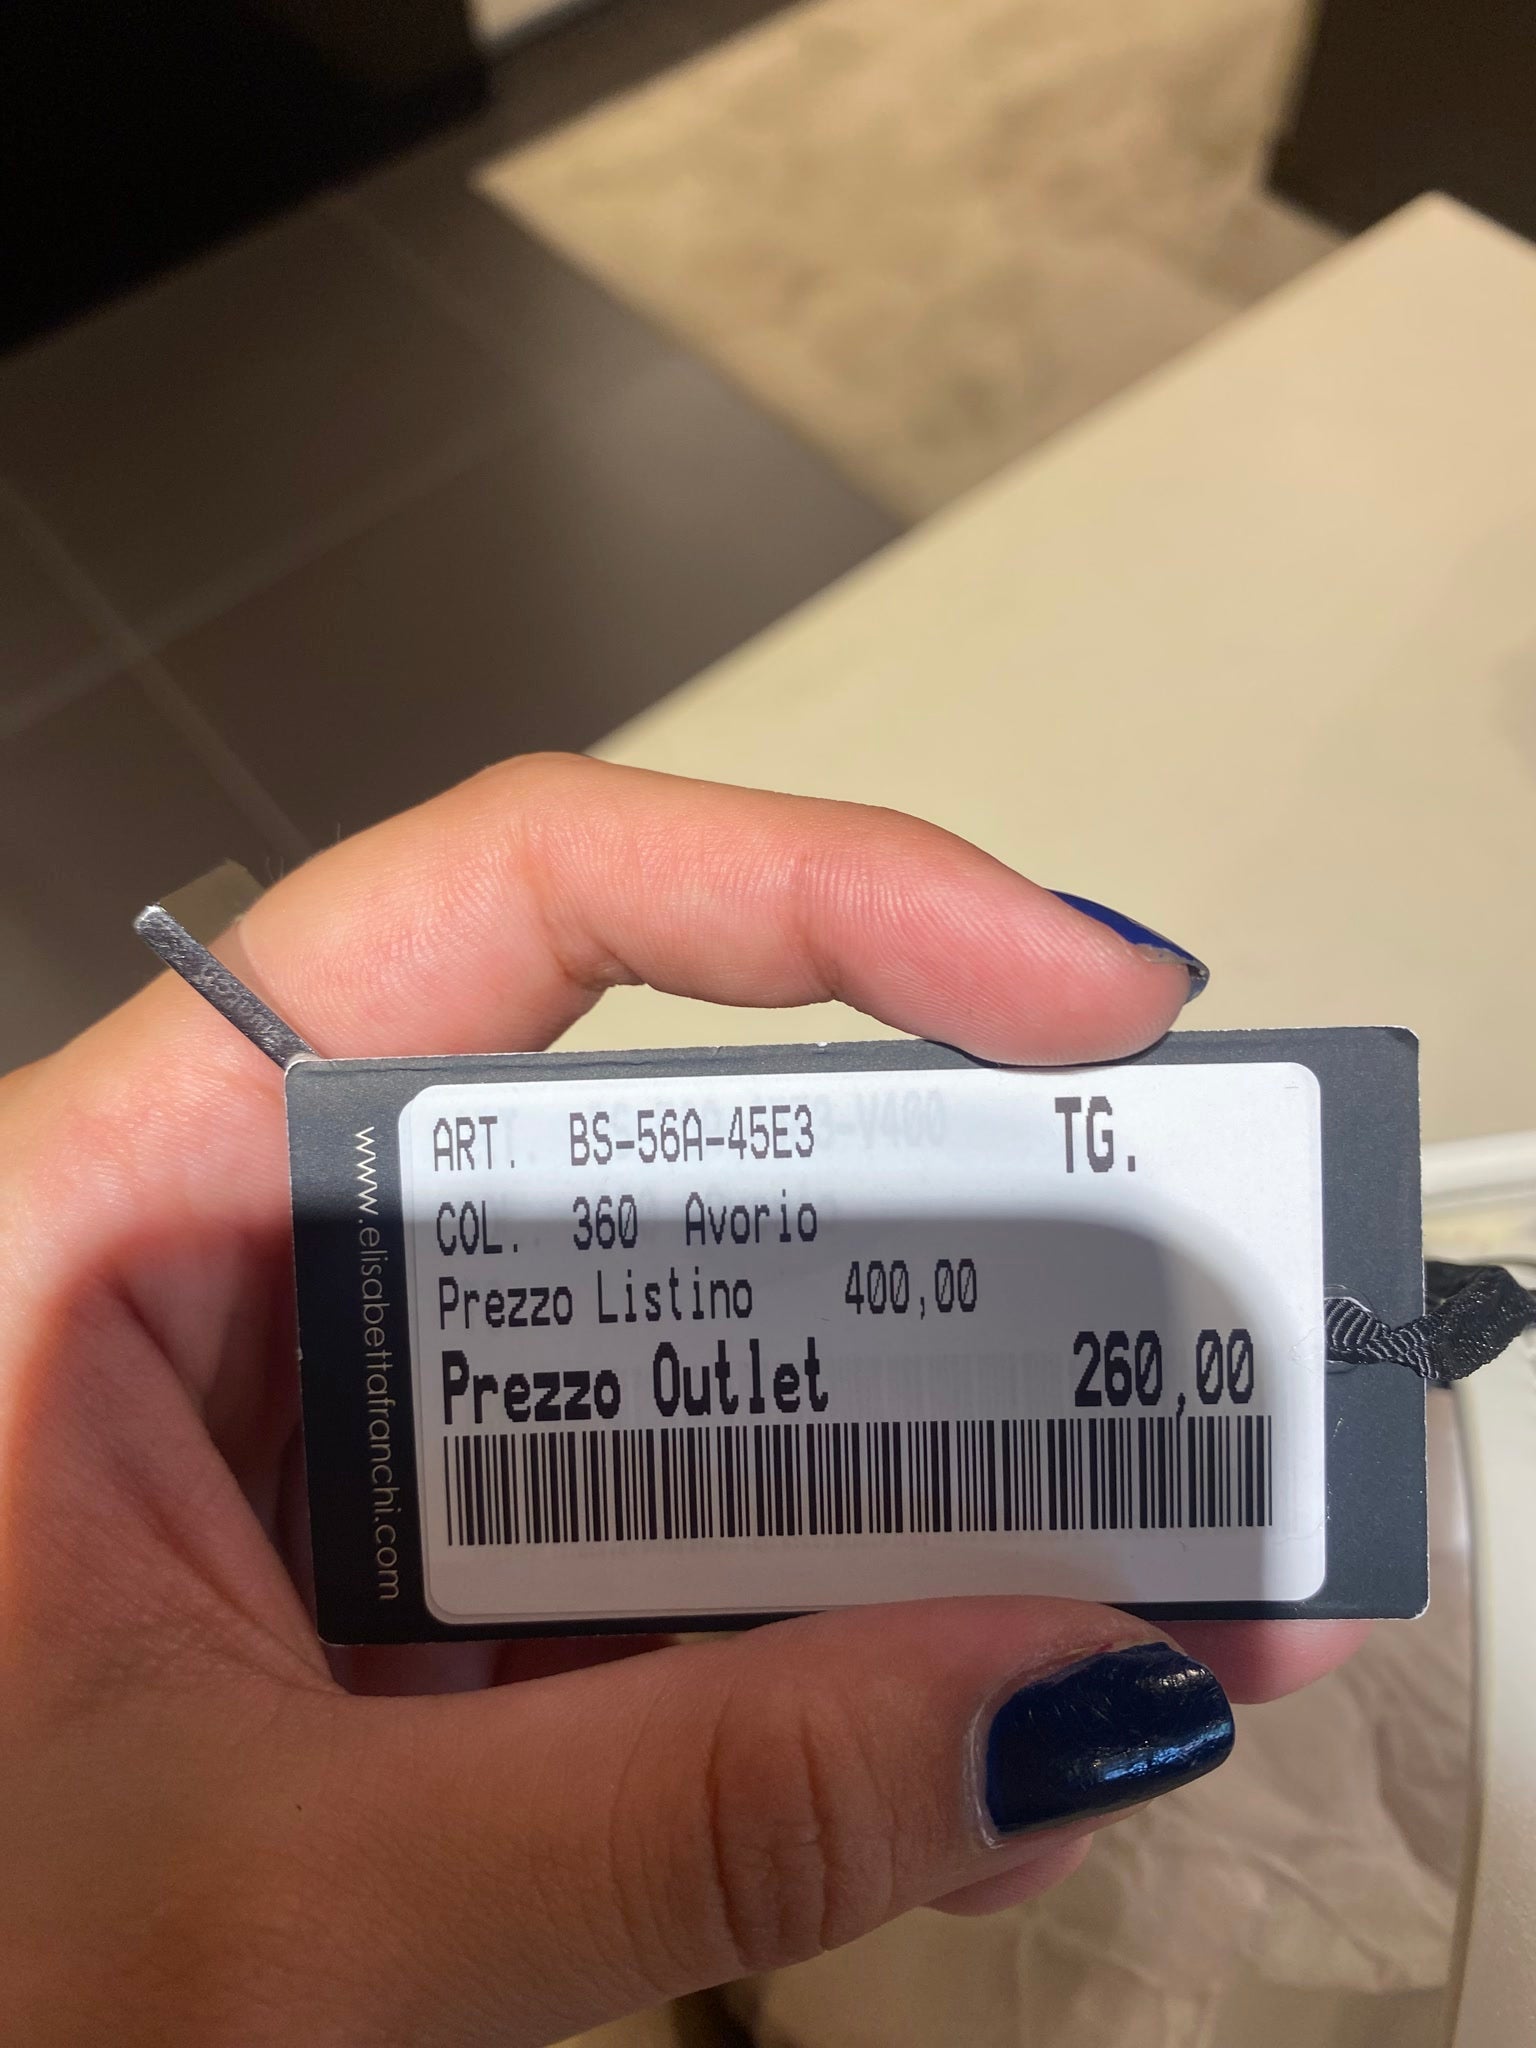 www.elisabettafranchi.com
ART. BS-56A-45E3 TG.
COL. 360 Avorio
Prezzo Listino 400,00
Prezzo Outlet 260,00